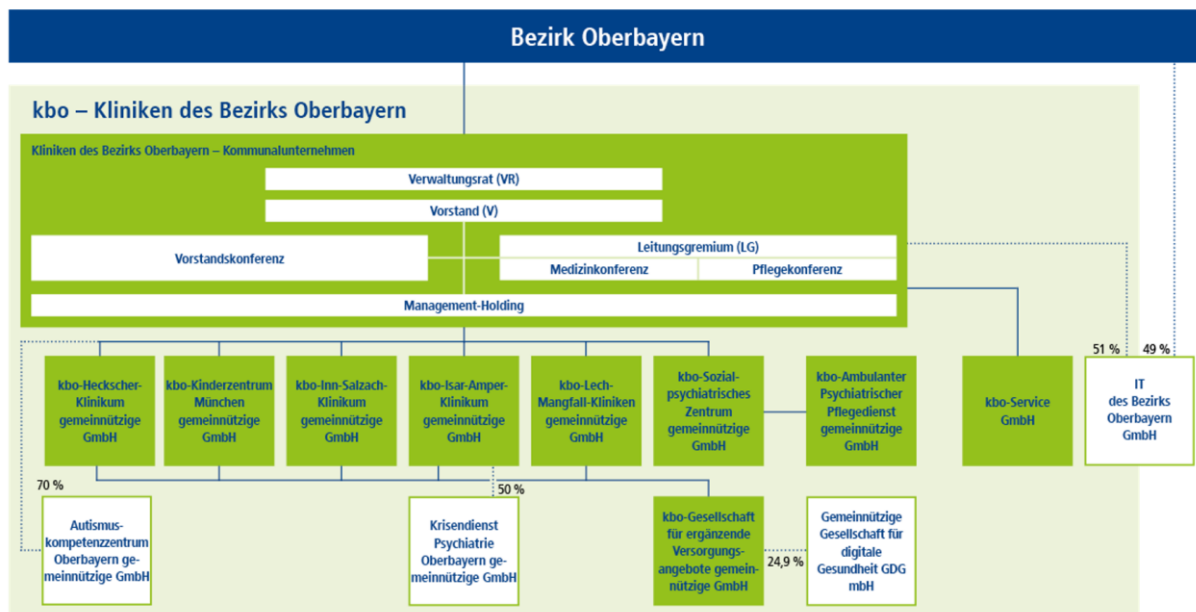 Bezirk Oberbayern
kbo – Kliniken des Bezirks Oberbayern
Kliniken des Bezirks Oberbayern – Kommunalunternehmen
Verwaltungsrat (VR)
Vorstand (V)
Vorstandskonferenz
Leitungsgremium (LG)
Medizinkonferenz
Pflegekonferenz
Management-Holding
51 %
49 %
kbo-Heckscher-
Klinikum
gemeinnützige
GmbH
kbo-Kinderzentrum
München
gemeinnützige
GmbH
kbo-Inn-Salzach-
Klinikum
gemeinnützige
GmbH
kbo-Isar-Amper-
Klinikum
gemeinnützige
GmbH
kbo-Lech-
Mangfall-Kliniken
gemeinnützige
GmbH
kbo-Sozial-
psychiatrisches
Zentrum
gemeinnützige
GmbH
kbo-Ambulanter
Psychiatrischer
Pflegedienst
gemeinnützige
GmbH
kbo-Service
GmbH
IT
des Bezirks
Oberbayern
GmbH
70 %
50 %
Autismus-
kompetenzzentrum
Oberbayern ge-
meinnützige GmbH
Krisendienst
Psychiatrie
Oberbayern ge-
meinnützige GmbH
kbo-Gesellschaft
für ergänzende
Versorgungs-
angebote gemein-
nützige GmbH
24,9 %
Gemeinnützige
Gesellschaft für
digitale
Gesundheit GDG
mbH